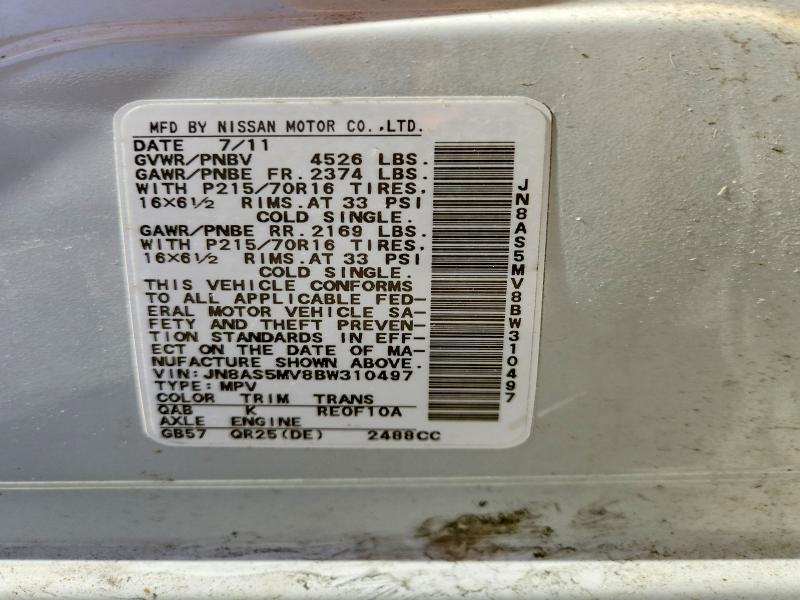 MFD BY NISSAN MOTOR CO.,LTD.
DATE 7/11
GVWR/PNBV 4526 LBS.
GAWR/PNBE FR.2374 LBS.
WITH P215/70R16 TIRES,
16×6½ RIMS.AT 33 PSI
COLD SINGLE.
GAWR/PNBE RR.2169 LBS.
WITH P215/70R16 TIRES,
16×6½ RIMS.AT 33 PSI
COLD SINGLE.
THIS VEHICLE CONFORMS
TO ALL APPLICABLE FED-
ERAL MOTOR VEHICLE SA-
FETY AND THEFT PREVEN-
TION STANDARDS IN EFF-
ECT ON THE DATE OF MA-
NUFACTURE SHOWN ABOVE.
VIN:JN8AS5MV8BW310497
TYPE:MPV
COLOR TRIM TRANS
QAB K RE0F10A
AXLE ENGINE
GB57 QR25(DE) 2488CC
JN8AS5MV8BW310497